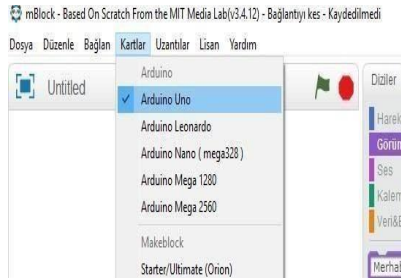 mBlock - Based On Scratch From the MIT Media Lab(v3.4.12) - Bağlantıyı kes - Kaydedilmedi
Dosya Düzenle Bağlan Kartlar Uzantılar Lisan Yardım
Untitled
Arduino
Arduino Uno
Arduino Leonardo
Arduino Nano ( mega328 )
Arduino Mega 1280
Arduino Mega 2560
Makeblock
Starter/Ultimate (Orion)
Diziler
Harek
Görün
Ses
Kalem
Veri&B
Merhab